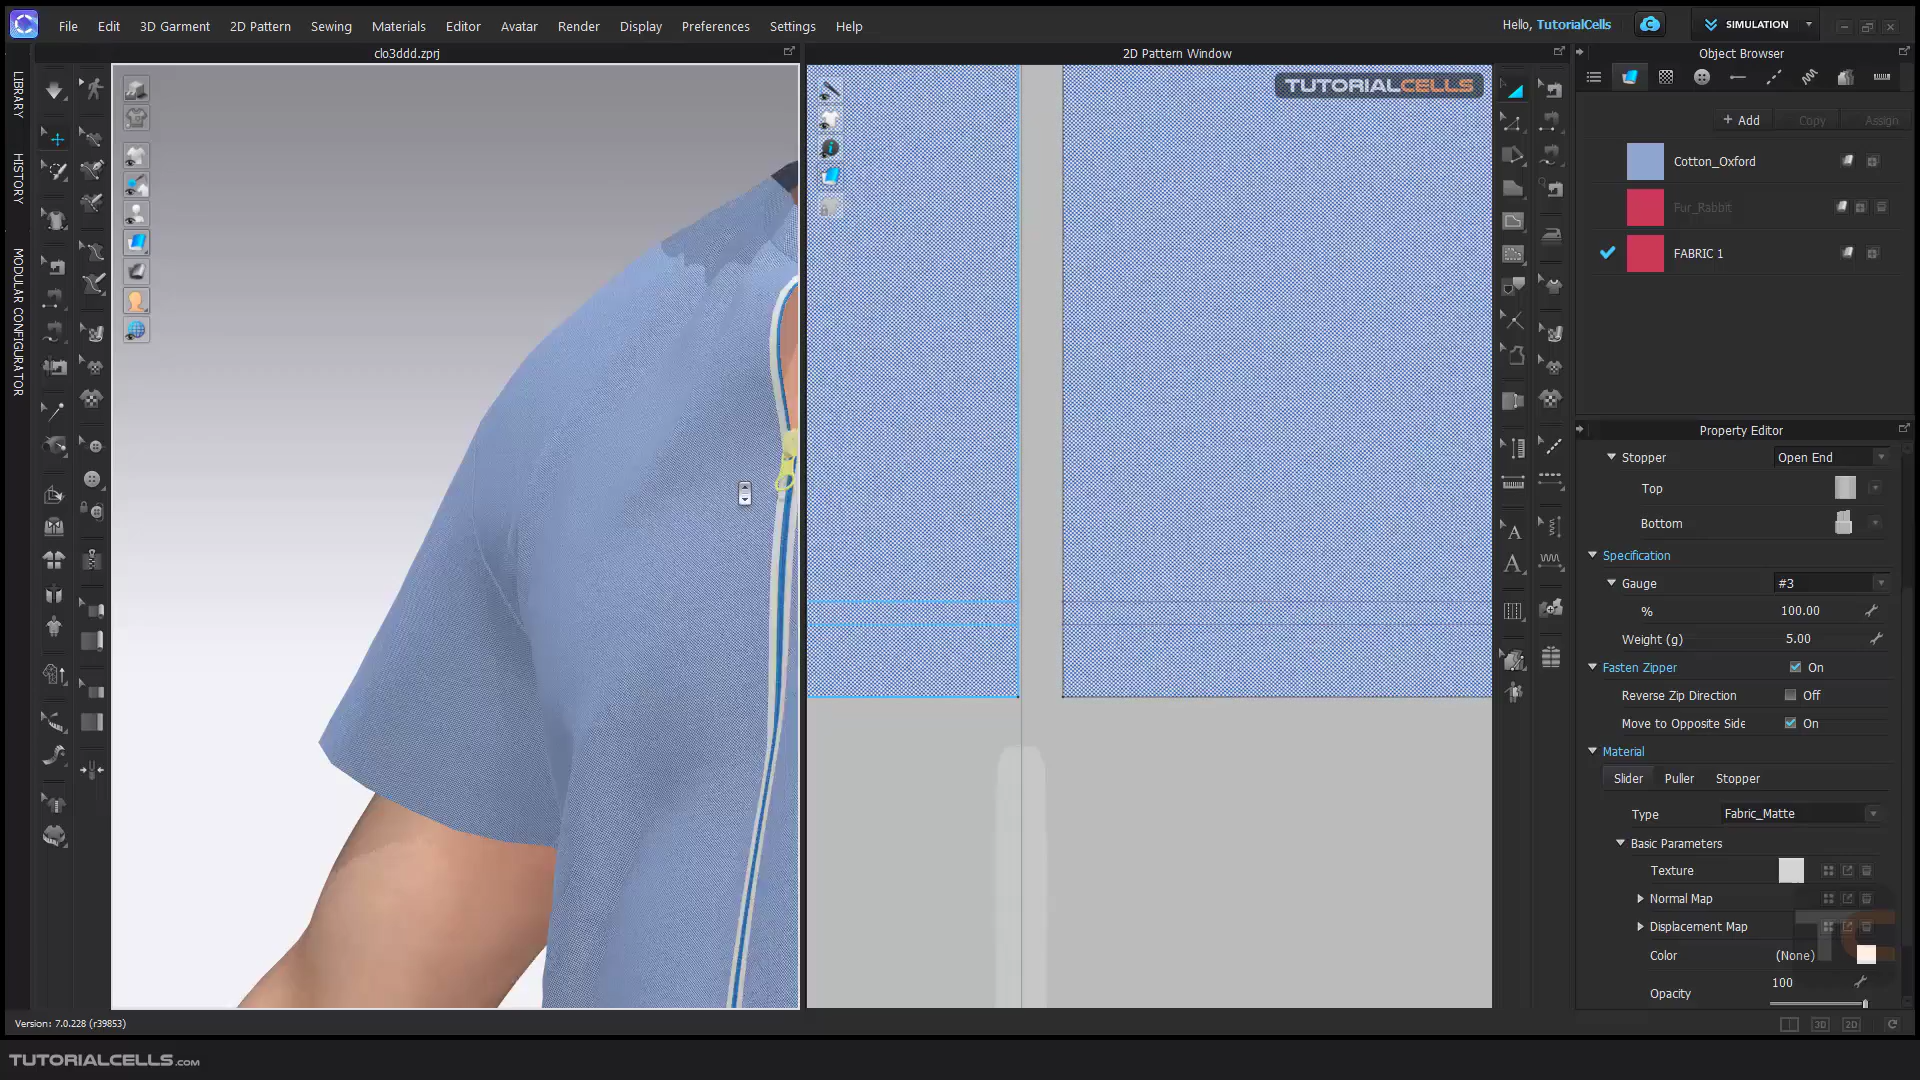 File Edit 3D Garment 2D Pattern Sewing Materials Editor Avatar Render Display Preferences Settings Help
Hello, TutorialCells
SIMULATION
clo3ddd.zprj
2D Pattern Window
Object Browser
LIBRARY
HISTORY
MODULAR CONFIGURATOR
TUTORIALCELLS
+ Add Copy Assign
Cotton_Oxford
Fur_Rabbit
FABRIC 1
Property Editor
Stopper Open End
Top
Bottom
Specification
Gauge #3
% 100.00
Weight (g) 5.00
Fasten Zipper On
Reverse Zip Direction Off
Move to Opposite Side On
Material
Slider Puller Stopper
Type Fabric_Matte
Basic Parameters
Texture
Normal Map
Displacement Map
Color (None)
Opacity 100
TC
Version: 7.0.228 (r39853)
3D 2D
TUTORIALCELLS.com